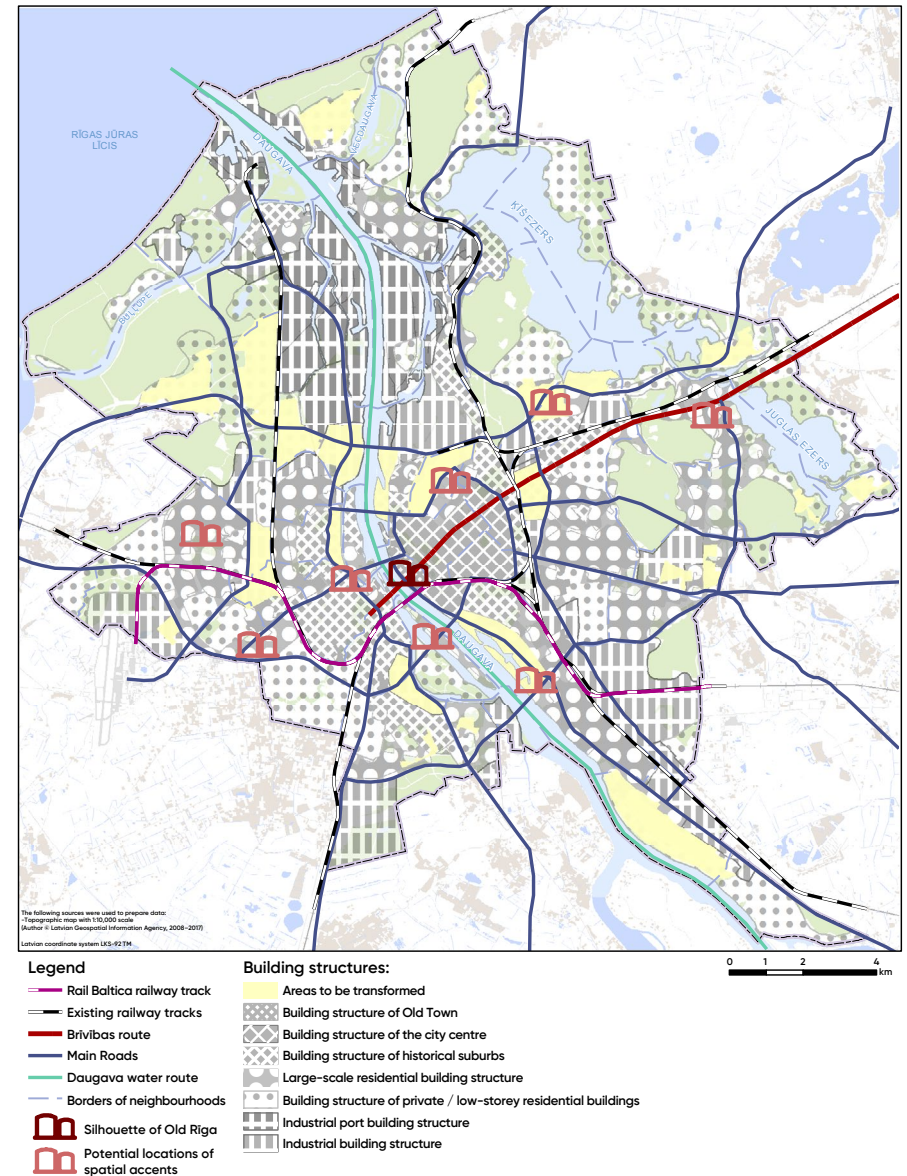 RĪGAS JŪRAS
LĪCIS
DAUGAVA
VECDAUGAVA
ĶĪŠEZERS
BUĻĻUPE
JUGLAS EZERS
DAUGAVA
The following sources were used to prepare data:
-Topographic map with 1:10,000 scale
(Author © Latvian Geospatial Information Agency, 2008-2017)
Latvian coordinate system LKS-92 TM
0 1 2 4
km
Legend
Rail Baltica railway track
Existing railway tracks
Brīvības route
Main Roads
Daugava water route
Borders of neighbourhoods
Silhouette of Old Rīga
Potential locations of
spatial accents
Building structures:
Areas to be transformed
Building structure of Old Town
Building structure of the city centre
Building structure of historical suburbs
Large-scale residential building structure
Building structure of private / low-storey residential buildings
Industrial port building structure
Industrial building structure